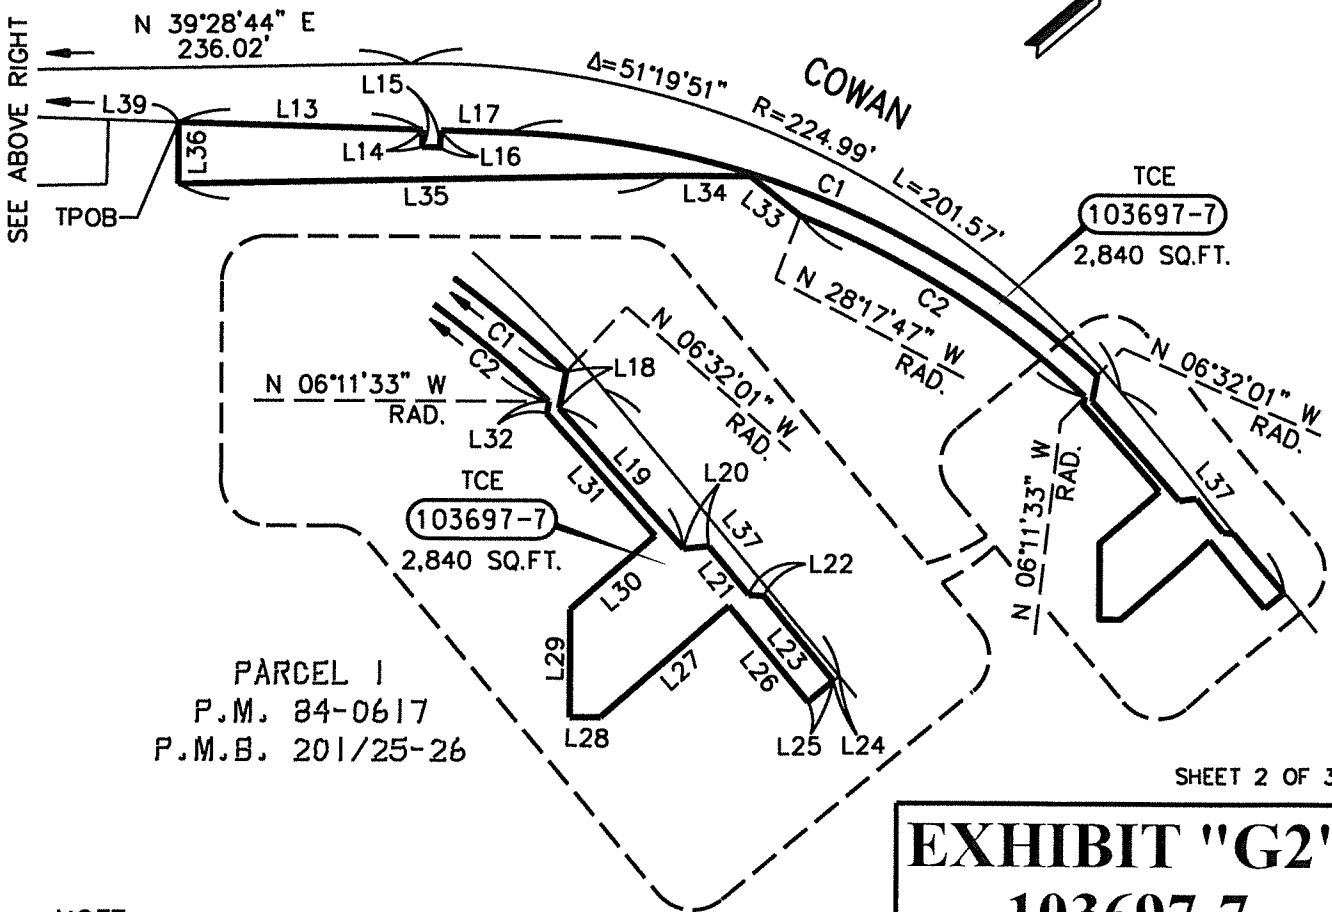 SEE ABOVE RIGHT
N 39°28'44" E
236.02'
L39
L13
L15
L17
L14
L16
L36
L35
L34
L33
TPOB
Δ=51°19'51"
R=224.99'
L=201.57'
COWAN
C1
C2
TCE
103697-7
2,840 SQ.FT.
N 28°17'47" W
RAD.
N 06°32'01" W
RAD.
N 06°11'33" W
RAD.
L37
C1
C2
L18
N 06°32'01" W
RAD.
N 06°11'33" W
RAD.
L32
L19
L31
L20
L37
TCE
103697-7
2,840 SQ.FT.
L21
L22
L30
L23
L29
L27
L26
L28
L25
L24
PARCEL 1
P.M. 84-0617
P.M.B. 201/25-26
SHEET 2 OF 3
EXHIBIT "G2"
103697-7